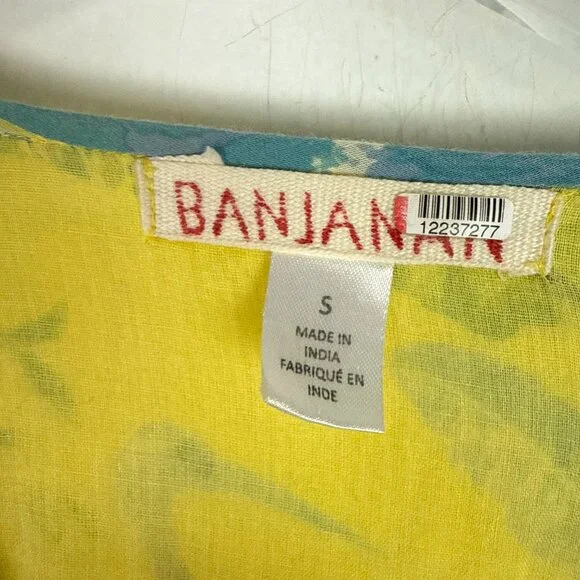 BANJANAN
12237277
S
MADE IN
INDIA
FABRIQUÉ EN
INDE